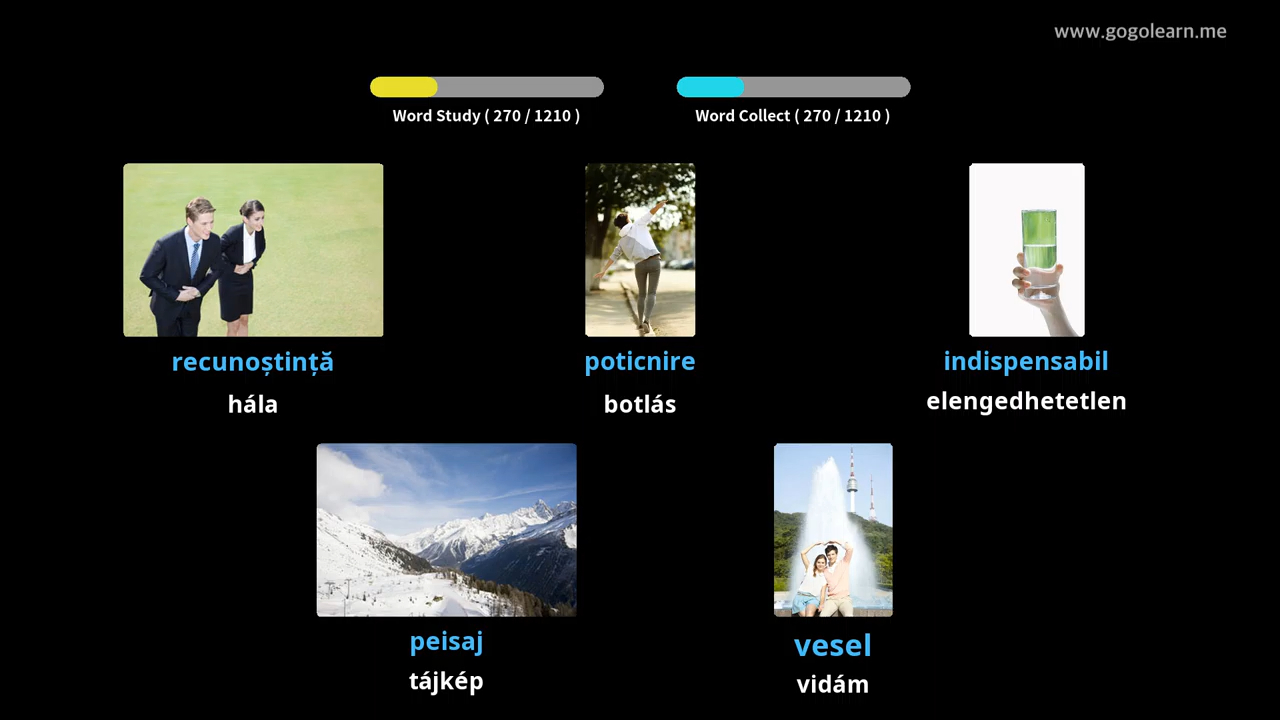 www.gogolearn.me
Word Study ( 270 / 1210 )
Word Collect ( 270 / 1210 )
recunoștință
poticnire
indispensabil
hála
botlás
elengedhetetlen
peisaj
vesel
tájkép
vidám